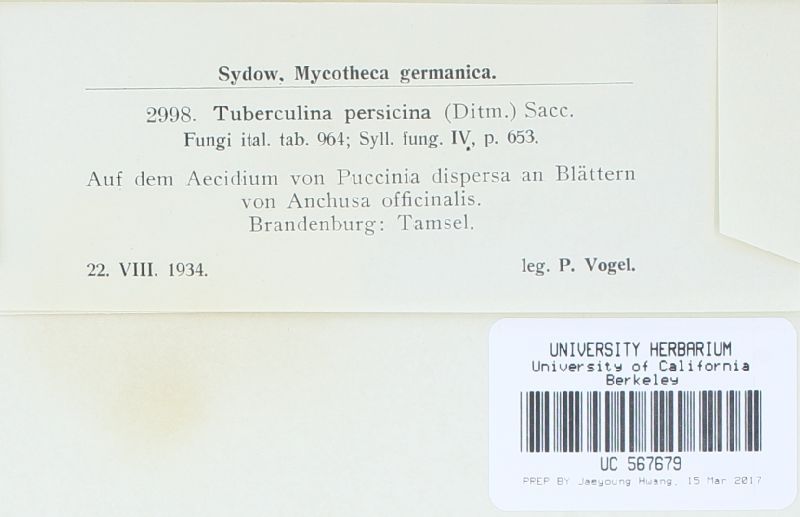 Sydow, Mycotheca germanica.
2998. Tuberculina persicina (Ditm.) Sacc.
Fungi ital. tab. 964; Syll. fung. IV, p. 653.
Auf dem Aecidium von Puccinia dispersa an Blättern
von Anchusa officinalis.
Brandenburg: Tamsel.
22. VIII. 1934. leg. P. Vogel.
UNIVERSITY HERBARIUM
University of California
Berkeley
UC 567679
PREP BY Jaeyoung Hwang, 15 Mar 2017